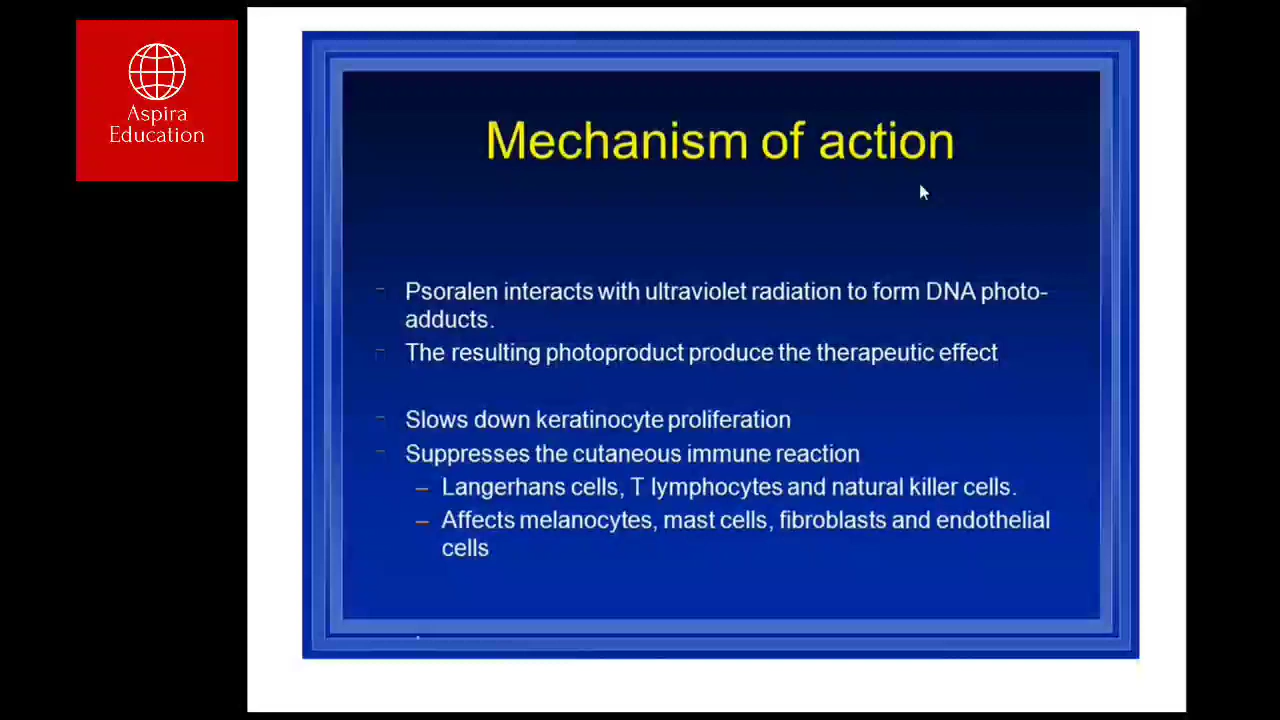 Aspira
Education
Mechanism of action
Psoralen interacts with ultraviolet radiation to form DNA photo-
adducts.
The resulting photoproduct produce the therapeutic effect
Slows down keratinocyte proliferation
Suppresses the cutaneous immune reaction
– Langerhans cells, T lymphocytes and natural killer cells.
– Affects melanocytes, mast cells, fibroblasts and endothelial
cells